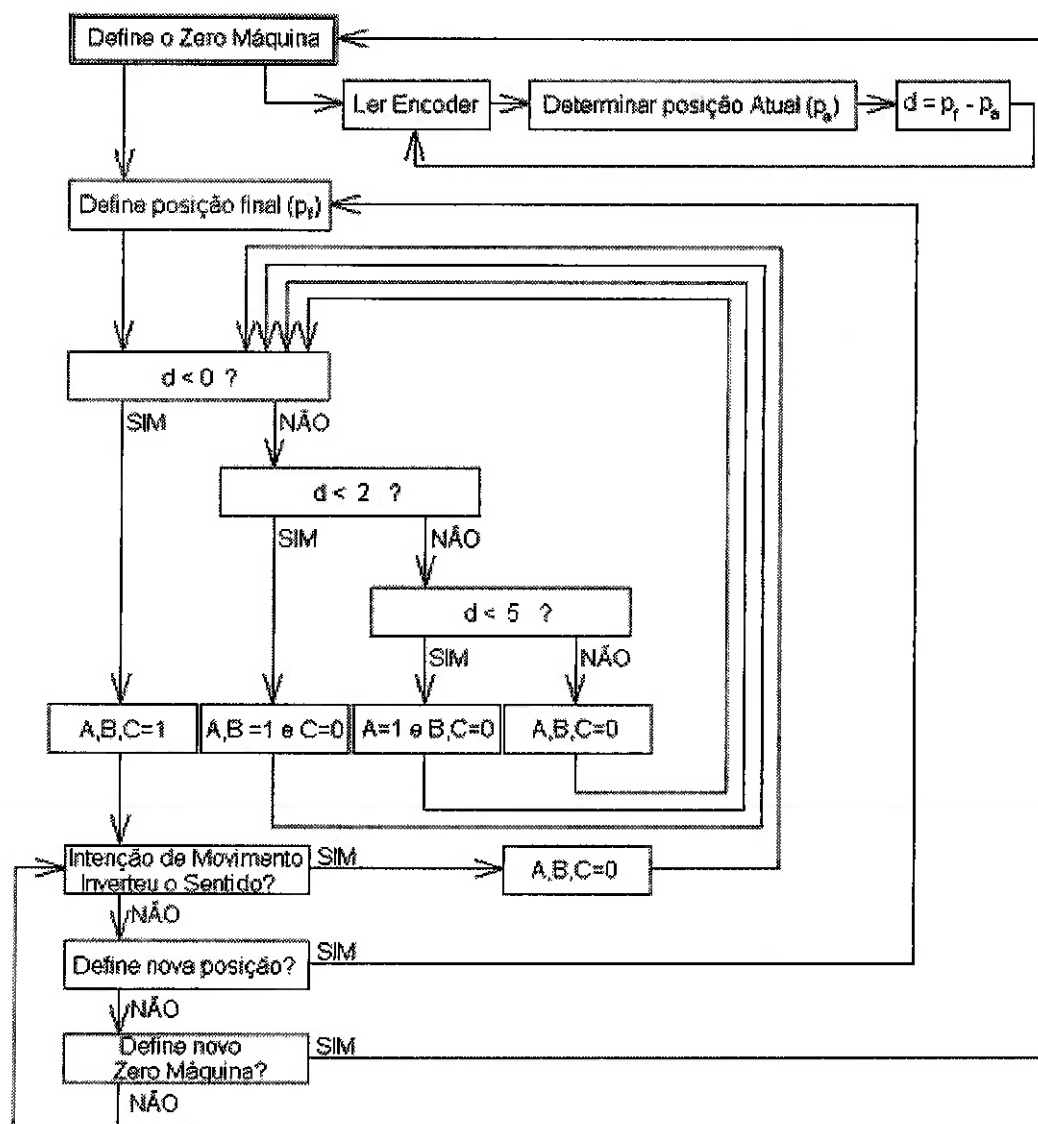 Define o Zero Máquina
Ler Encoder
Determinar posição Atual (pₐ)
d = p_f - pₐ
Define posição final (p_f)
d < 0 ?
SIM
NÃO
d < 2 ?
SIM
NÃO
d < 5 ?
SIM
NÃO
A,B,C=1
A,B =1 e C=0
A=1 e B,C=0
A,B,C=0
Intenção de Movimento
Inverteu o Sentido?
SIM
A,B,C=0
NÃO
Define nova posição?
SIM
NÃO
Define novo
Zero Máquina?
SIM
NÃO